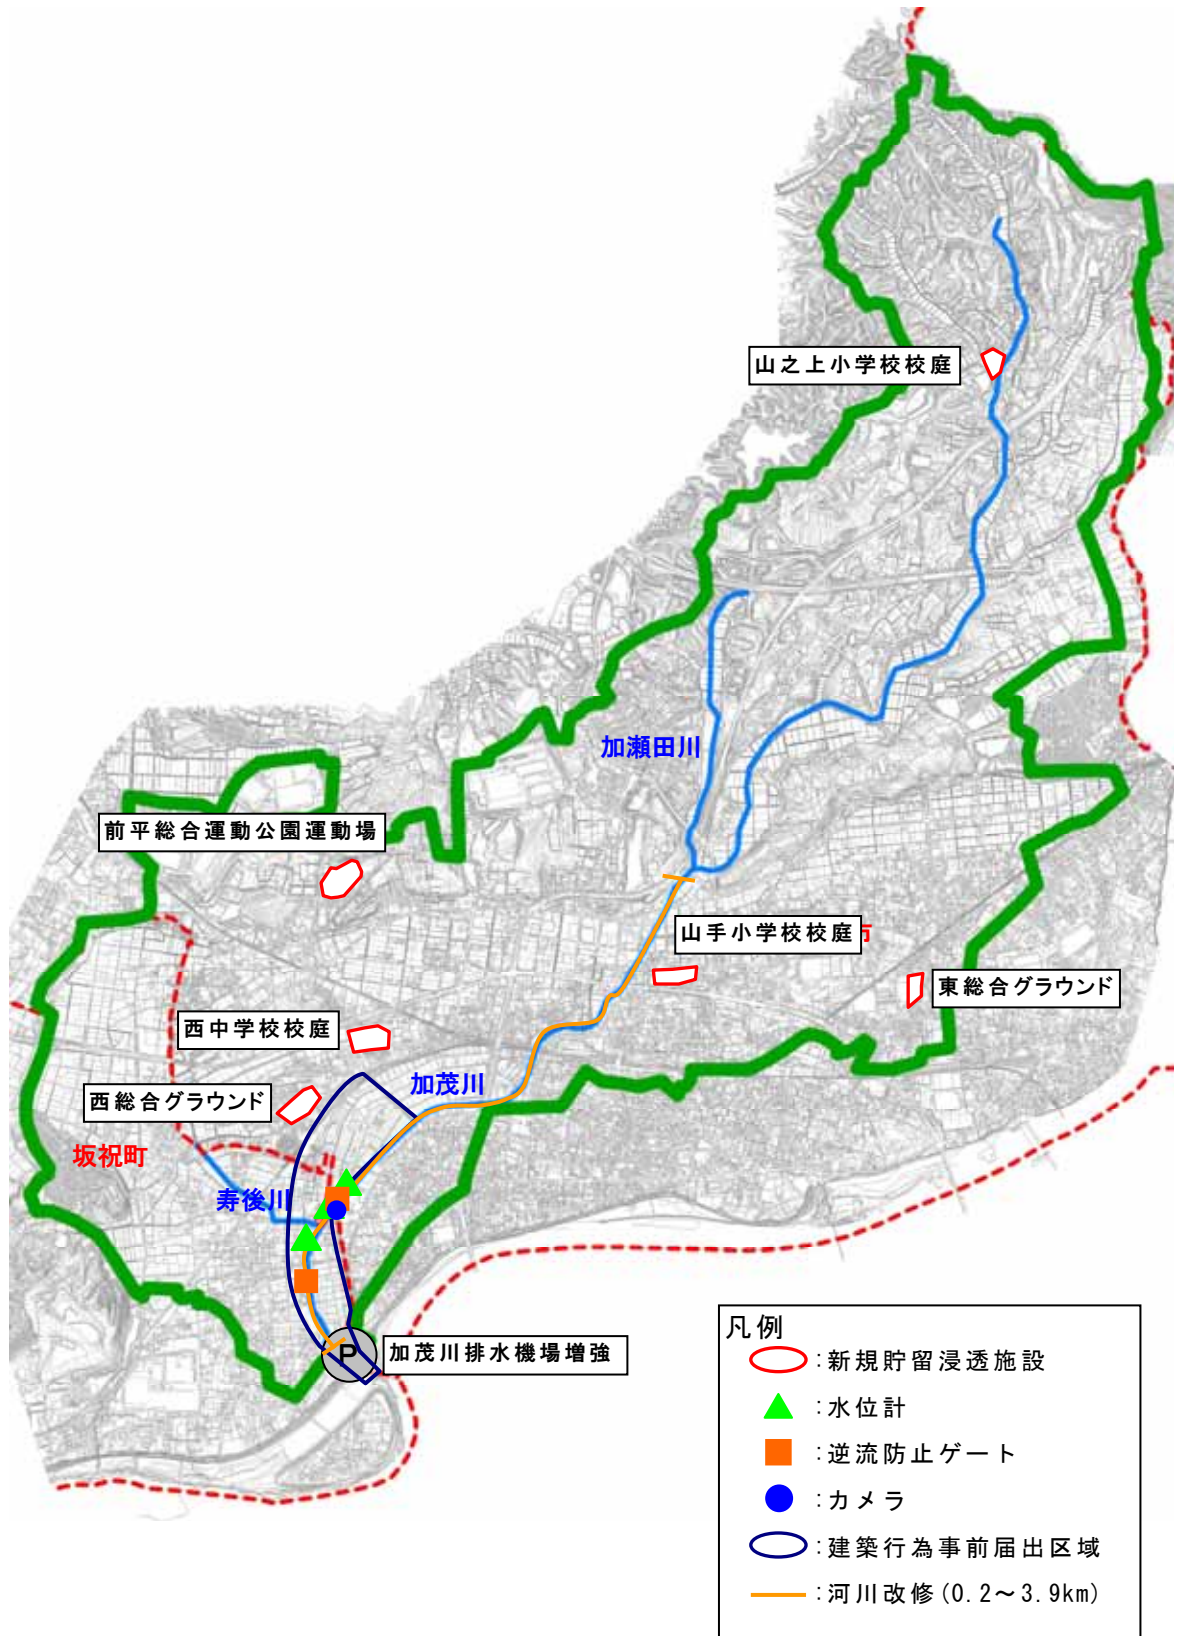 山之上小学校校庭
加瀬田川
前平総合運動公園運動場
山手小学校校庭
市
東総合グラウンド
西中学校校庭
加茂川
西総合グラウンド
坂祝町
寿後川
P
加茂川排水機場増強
凡例
:新規貯留浸透施設
:水位計
:逆流防止ゲート
:カメラ
:建築行為事前届出区域
:河川改修(0.2～3.9km)